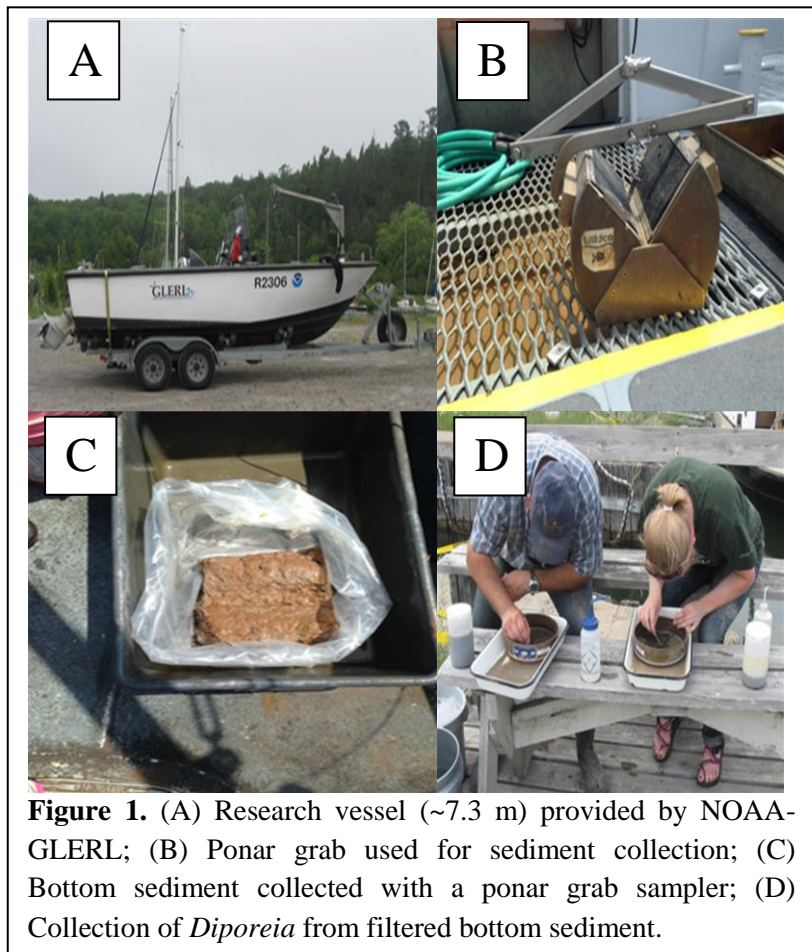 A
B
GLERL
R2306
C
D
Figure 1. (A) Research vessel (~7.3 m) provided by NOAA-
GLERL; (B) Ponar grab used for sediment collection; (C)
Bottom sediment collected with a ponar grab sampler; (D)
Collection of Diporeia from filtered bottom sediment.